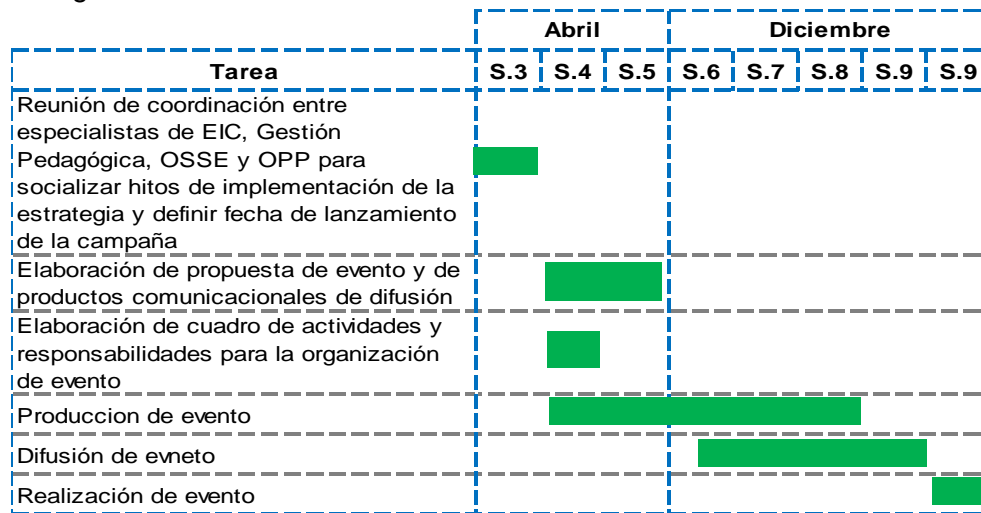 Abril Diciembre
Tarea S.3 S.4 S.5 S.6 S.7 S.8 S.9 S.9
Reunión de coordinación entre
especialistas de EIC, Gestión
Pedagógica, OSSE y OPP para
socializar hitos de implementación de la
estrategia y definir fecha de lanzamiento
de la campaña
Elaboración de propuesta de evento y de
productos comunicacionales de difusión
Elaboración de cuadro de actividades y
responsabilidades para la organización
de evento
Produccion de evento
Difusión de evneto
Realización de evento